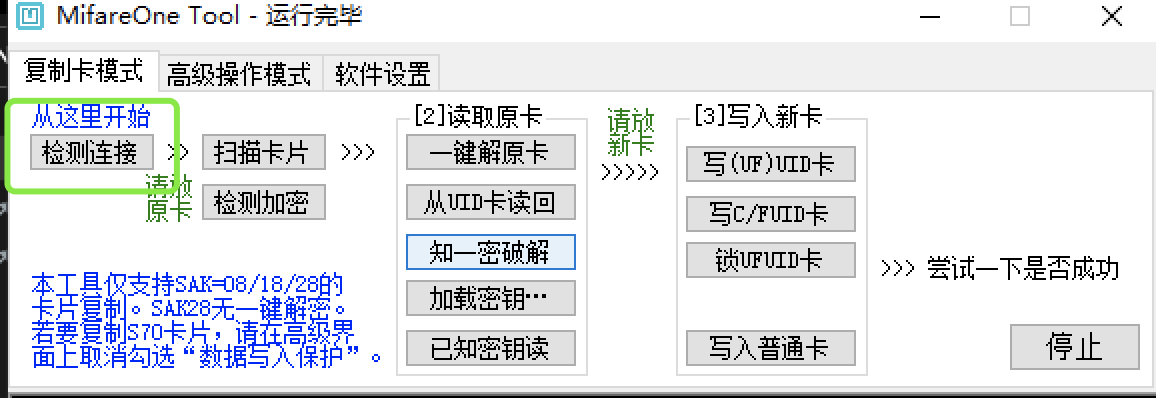 MifareOne Tool - 运行完毕
复制卡模式
高级操作模式
软件设置
从这里开始
检测连接
>>
请放
原卡
扫描卡片
检测加密
>>>
[2]读取原卡
一键解原卡
从UID卡读回
知一密破解
加载密钥…
已知密钥读
请放
新卡
>>>>>
[3]写入新卡
写(UF)UID卡
写C/FUID卡
锁UFUID卡
写入普通卡
>>> 尝试一下是否成功
停止
本工具仅支持SAK=08/18/28的
卡片复制。SAK28无一键解密。
若要复制S70卡片，请在高级界
面上取消勾选“数据写入保护”。